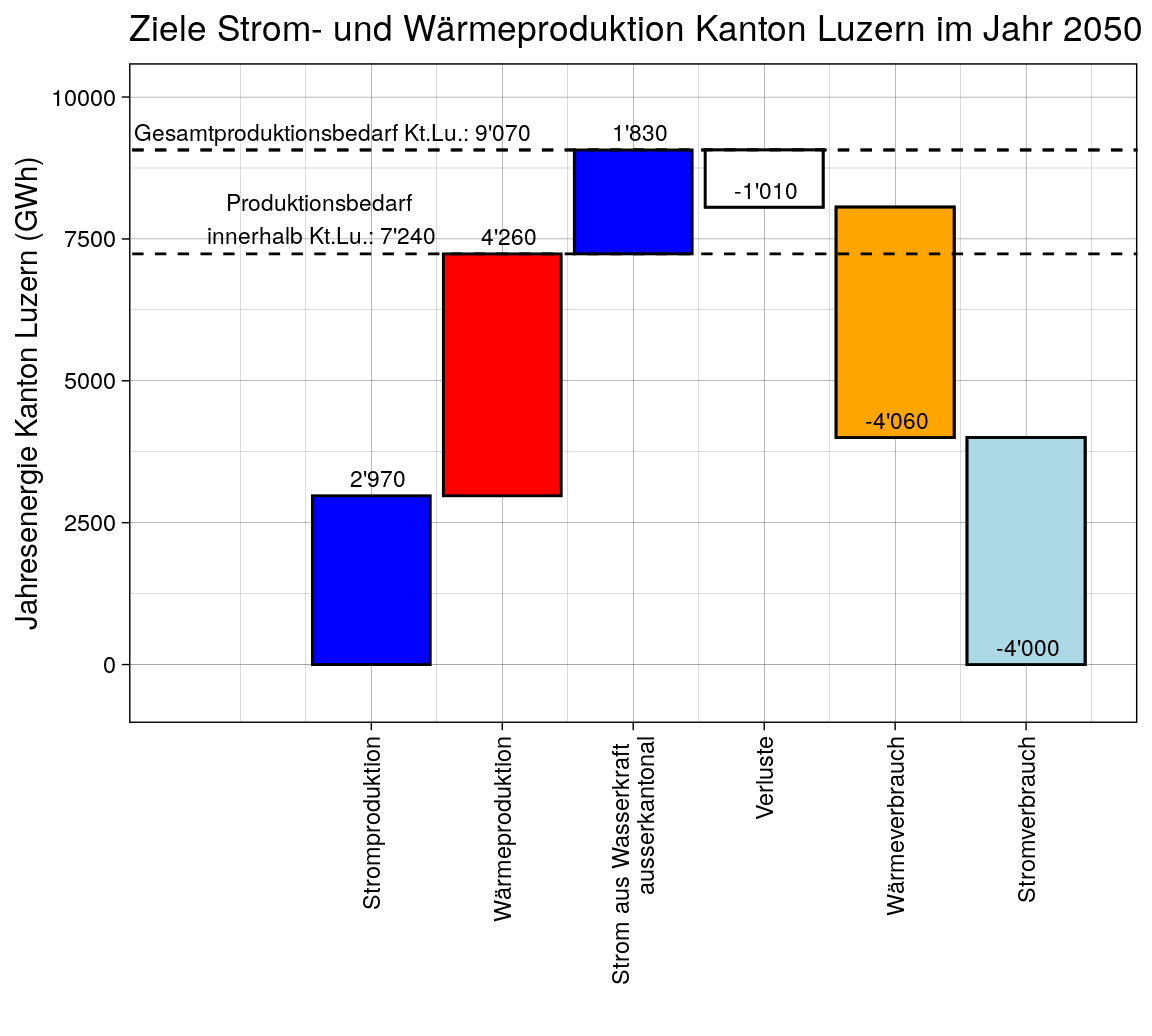 Ziele Strom- und Wärmeproduktion Kanton Luzern im Jahr 2050
Jahresenergie Kanton Luzern (GWh)
10000
7500
5000
2500
0
Gesamtproduktionsbedarf Kt.Lu.: 9'070
Produktionsbedarf
innerhalb Kt.Lu.: 7'240
2'970
4'260
1'830
-1'010
-4'060
-4'000
Stromproduktion
Wärmeproduktion
Strom aus Wasserkraft
ausserkantonal
Verluste
Wärmeverbrauch
Stromverbrauch